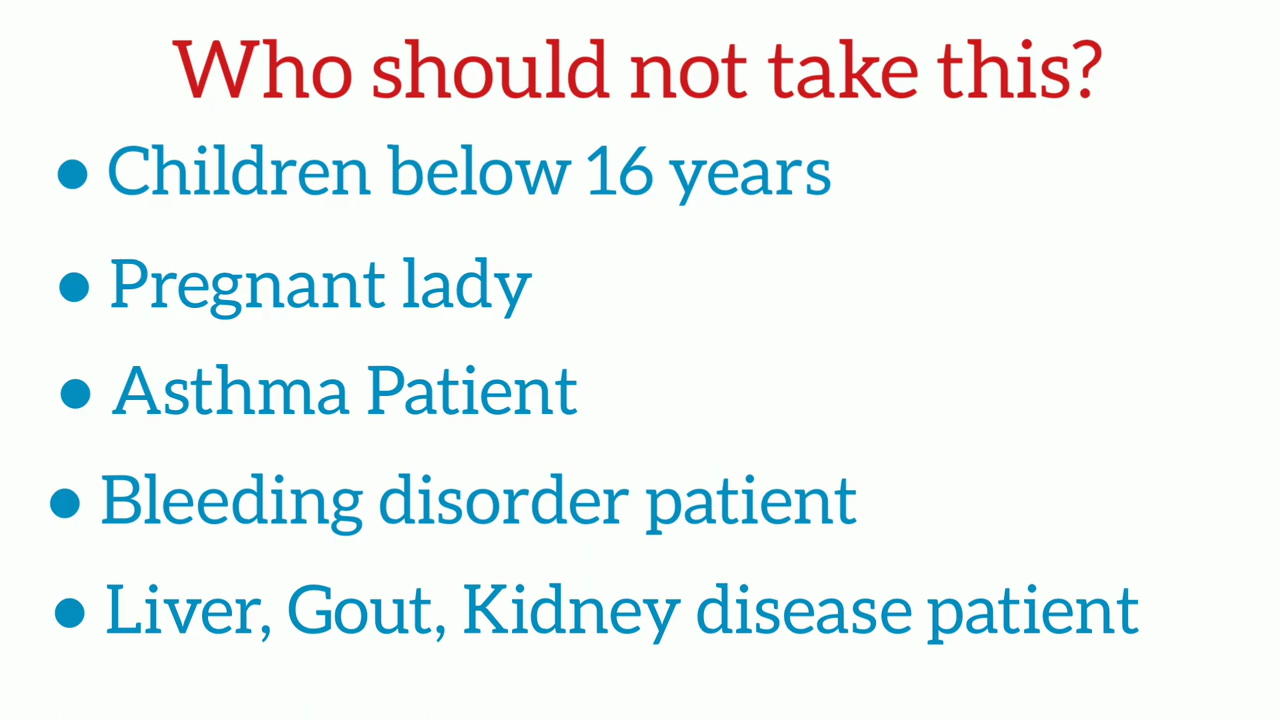 Who should not take this?
● Children below 16 years
● Pregnant lady
● Asthma Patient
● Bleeding disorder patient
● Liver, Gout, Kidney disease patient